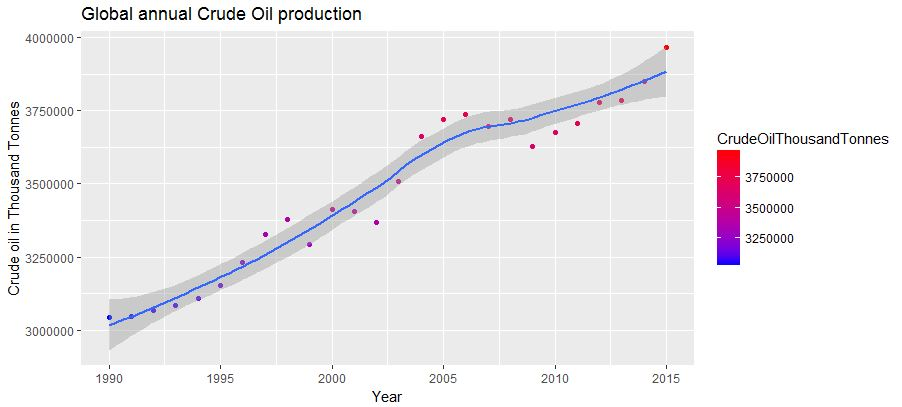 Global annual Crude Oil production
4000000
3750000
3500000
3250000
3000000
Crude oil in Thousand Tonnes
1990 1995 2000 2005 2010 2015
Year
CrudeOilThousandTonnes
3750000
3500000
3250000